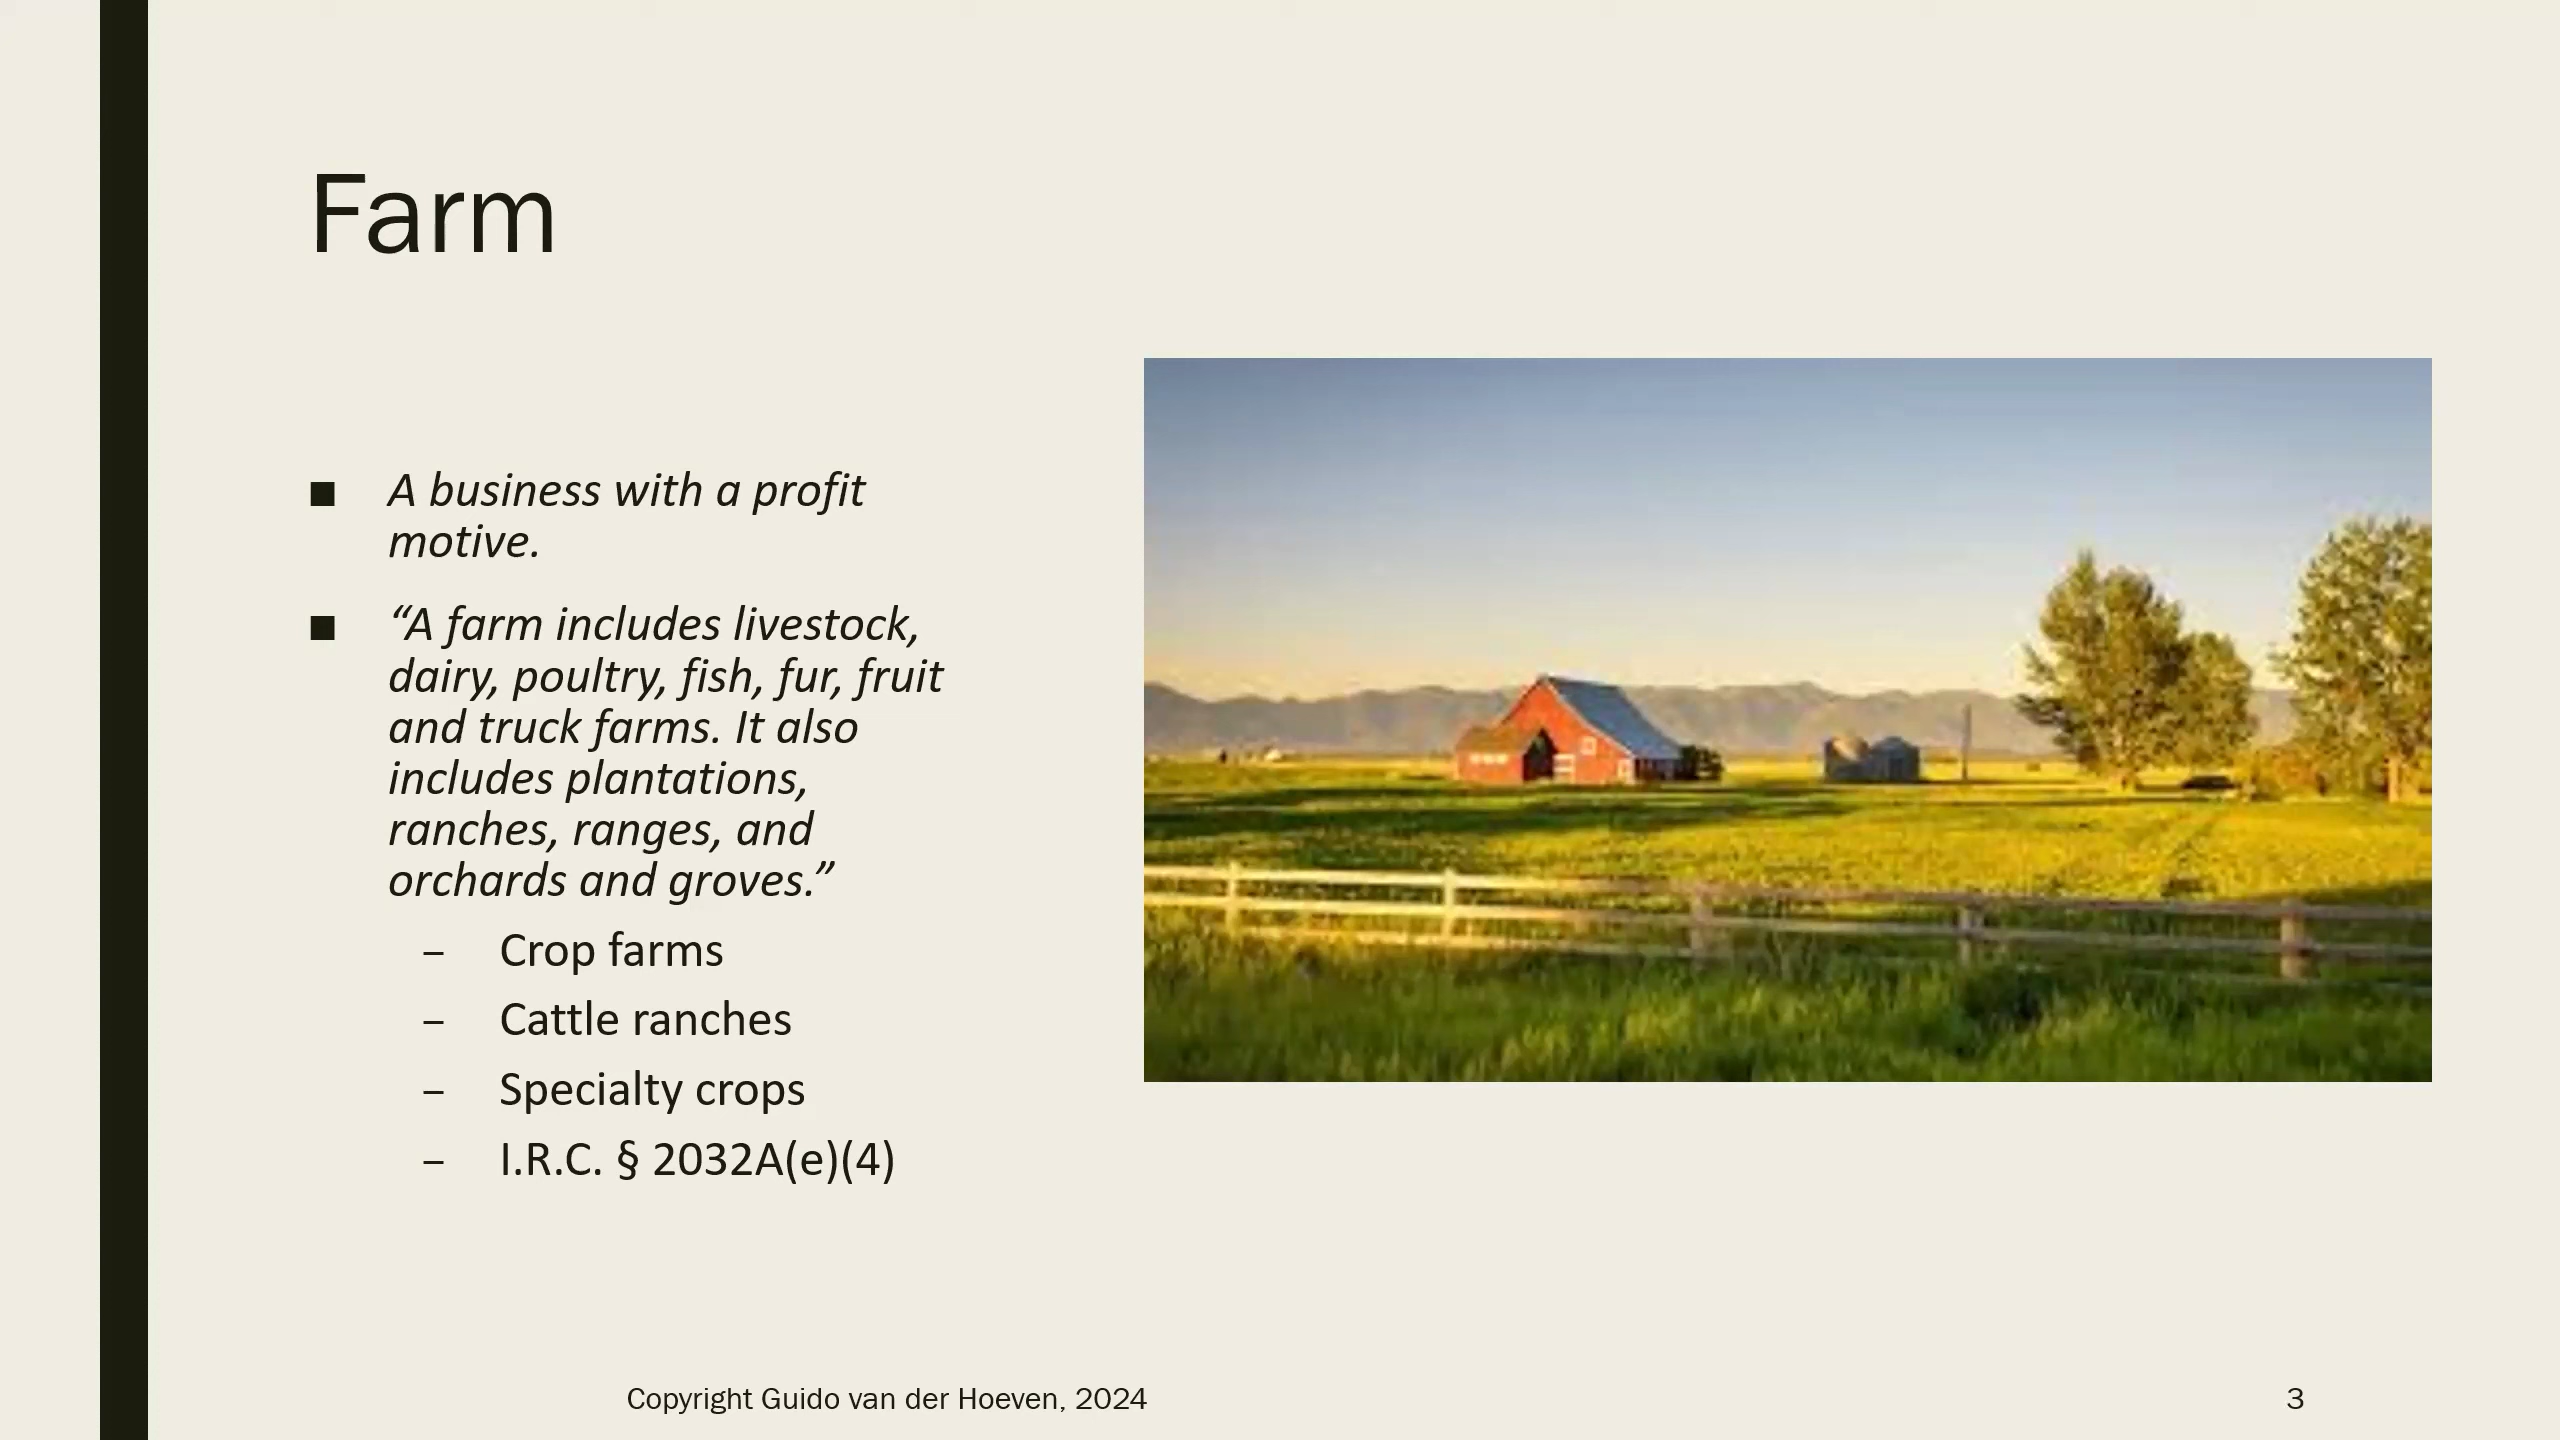 Farm
■ A business with a profit
motive.
■ “A farm includes livestock,
dairy, poultry, fish, fur, fruit
and truck farms. It also
includes plantations,
ranches, ranges, and
orchards and groves.”
– Crop farms
– Cattle ranches
– Specialty crops
– I.R.C. § 2032A(e)(4)
Copyright Guido van der Hoeven, 2024
3